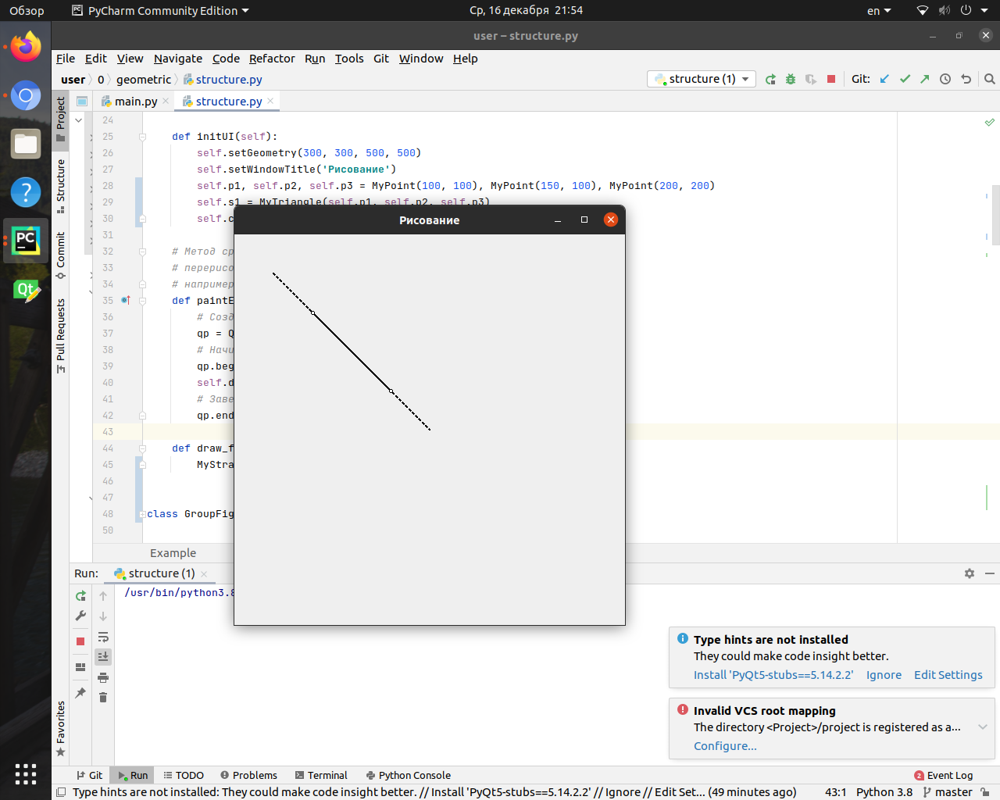 Обзор
PyCharm Community Edition
Ср, 16 декабря 21:54
en
user – structure.py
File Edit View Navigate Code Refactor Run Tools Git Window Help
user 0 geometric structure.py
structure (1)
Git:
main.py
structure.py
Project
Structure
Commit
Pull Requests
Favorites
24
25 def initUI(self):
26 self.setGeometry(300, 300, 500, 500)
27 self.setWindowTitle('Рисование')
28 self.p1, self.p2, self.p3 = MyPoint(100, 100), MyPoint(150, 100), MyPoint(200, 200)
29 self.s1 = MyTriangle(self.p1, self.p2, self.p3)
30 self.c
31
32 # Метод ср
33 # перерисо
34 # например
35 def paintE
36 # Созд
37 qp = Q
38 # Начи
39 qp.beg
40 self.d
41 # Заве
42 qp.end
43
44 def draw_f
45 MyStra
46
47
48 class GroupFig
50
Рисование
Example
Run:
structure (1)
/usr/bin/python3.8
PC
Qt
Type hints are not installed
They could make code insight better.
Install 'PyQt5-stubs==5.14.2.2' Ignore Edit Settings
Invalid VCS root mapping
The directory <Project>/project is registered as a...
Configure...
Git Run TODO Problems Terminal Python Console
2 Event Log
Type hints are not installed: They could make code insight better. // Install 'PyQt5-stubs==5.14.2.2' // Ignore // Edit Set... (49 minutes ago)
43:1 Python 3.8 master